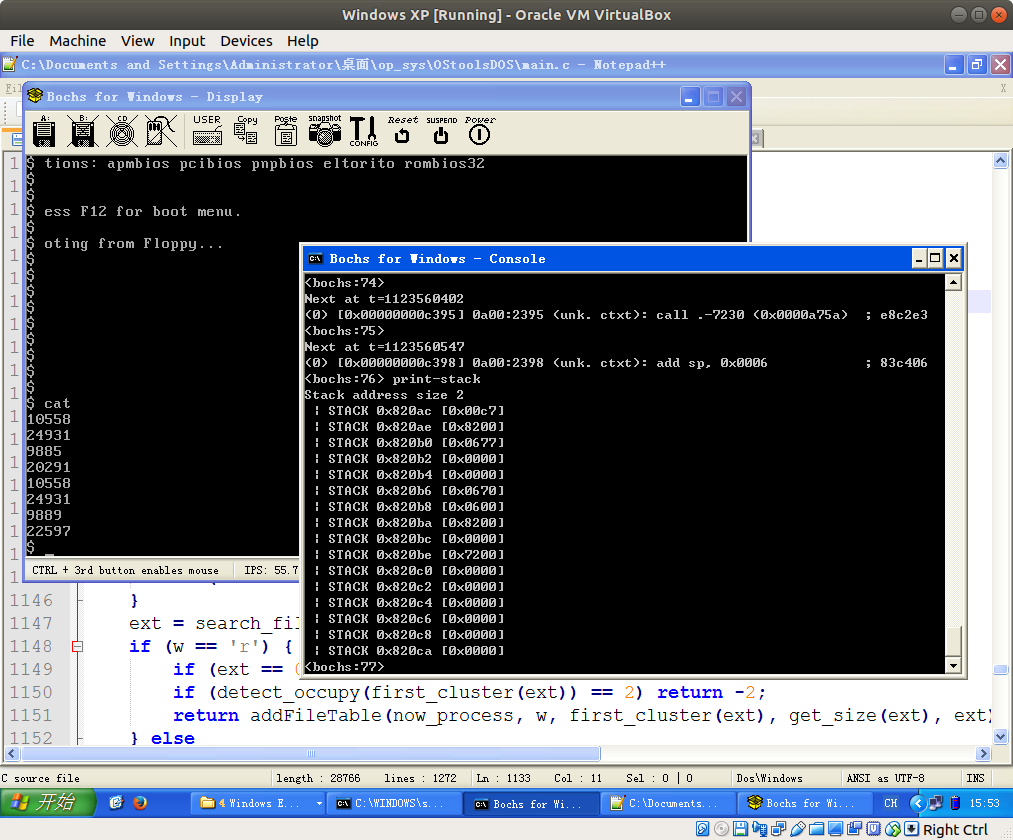 Windows XP [Running] - Oracle VM VirtualBox
File Machine View Input Devices Help
C:\Documents and Settings\Administrator\桌面\op_sys\OStoolsDOS\main.c - Notepad++
Bochs for Windows - Display
A: B: CD USER Copy Paste snapshot CONFIG Reset SUSPEND Power
$ tions: apmbios pcibios pnpbios eltorito rombios32
$
$
$ ess F12 for boot menu.
$
$ oting from Floppy...
$
$
$
$
$
$
$
$
$
$ cat
10558
24931
9885
20291
10558
24931
9889
22597
$ _
CTRL + 3rd button enables mouse IPS: 55.7
Bochs for Windows - Console
<bochs:74>
Next at t=1123560402
(0) [0x00000000c395] 0a00:2395 (unk. ctxt): call .-7230 (0x0000a75a) ; e8c2e3
<bochs:75>
Next at t=1123560547
(0) [0x00000000c398] 0a00:2398 (unk. ctxt): add sp, 0x0006 ; 83c406
<bochs:76> print-stack
Stack address size 2
| STACK 0x820ac [0x00c7]
| STACK 0x820ae [0x8200]
| STACK 0x820b0 [0x0677]
| STACK 0x820b2 [0x0000]
| STACK 0x820b4 [0x0000]
| STACK 0x820b6 [0x0670]
| STACK 0x820b8 [0x0600]
| STACK 0x820ba [0x8200]
| STACK 0x820bc [0x0000]
| STACK 0x820be [0x7200]
| STACK 0x820c0 [0x0000]
| STACK 0x820c2 [0x0000]
| STACK 0x820c4 [0x0000]
| STACK 0x820c6 [0x0000]
| STACK 0x820c8 [0x0000]
| STACK 0x820ca [0x0000]
<bochs:77>
1146 }
1147 ext = search_fil
1148 if (w == 'r') {
1149 if (ext == (
1150 if (detect_occupy(first_cluster(ext)) == 2) return -2;
1151 return addFileTable(now_process, w, first_cluster(ext), get_size(ext), ext)
1152 } else
C source file length : 28766 lines : 1272 Ln : 1133 Col : 11 Sel : 0 | 0 Dos\Windows ANSI as UTF-8 INS
开始 4 Windows E... C:\WINDOWS\s... Bochs for Wi... C:\Documents... Bochs for Wi... CH 15:53
Right Ctrl